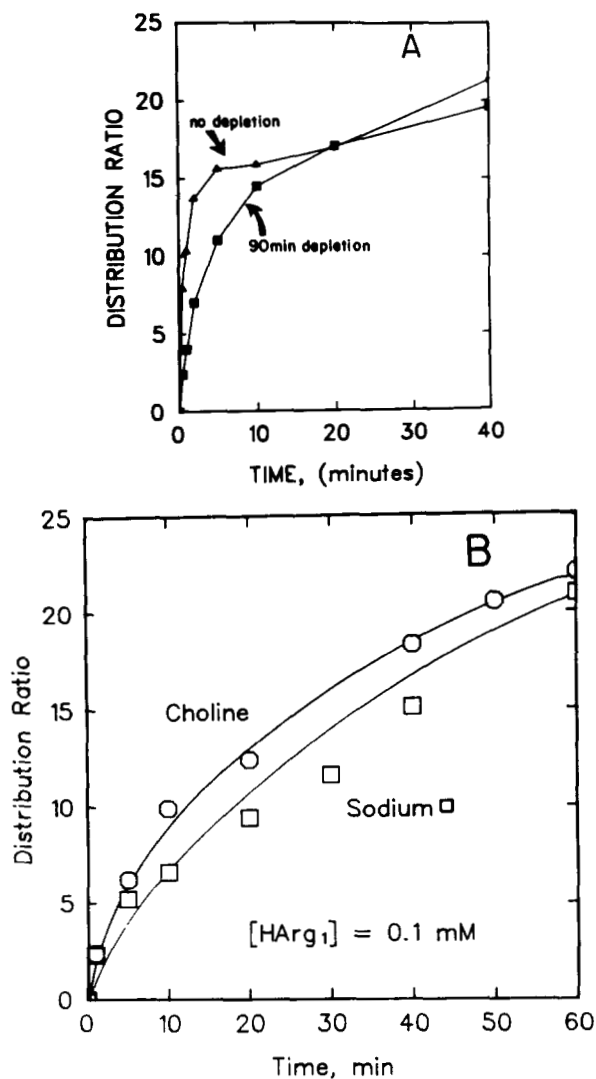 25
A
20
no depletion
15
10
90min depletion
5
0
DISTRIBUTION RATIO
0 10 20 30 40
TIME, (minutes)
25
B
20
Choline
15
10
Sodium
5
[HArg₁] = 0.1 mM
0
Distribution Ratio
0 10 20 30 40 50 60
Time, min